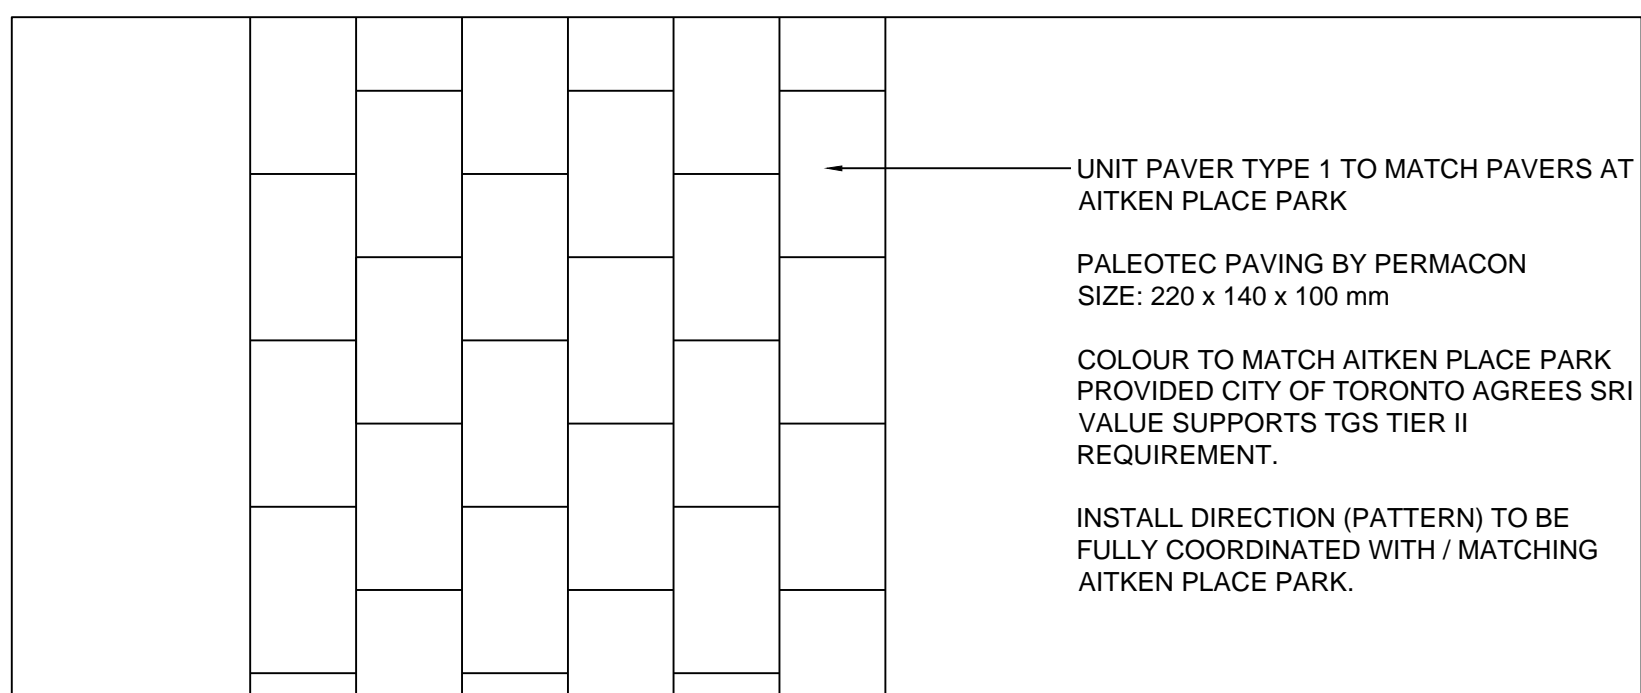 UNIT PAVER TYPE 1 TO MATCH PAVERS AT
AITKEN PLACE PARK
PALEOTEC PAVING BY PERMACON
SIZE: 220 x 140 x 100 mm
COLOUR TO MATCH AITKEN PLACE PARK
PROVIDED CITY OF TORONTO AGREES SRI
VALUE SUPPORTS TGS TIER II
REQUIREMENT.
INSTALL DIRECTION (PATTERN) TO BE
FULLY COORDINATED WITH / MATCHING
AITKEN PLACE PARK.